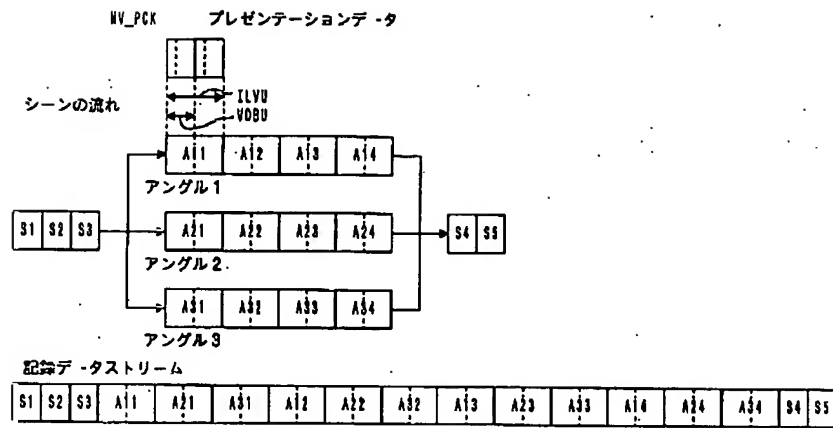 NV_PCK プレゼンテーションデ-タ
ILVU
シーンの流れ
VOBU
A11 A12 A13 A14
アングル1
S1 S2 S3 A21 A22 A23 A24 S4 S5
アングル2
A31 A32 A33 A34
アングル3
記録デ-タストリーム
S1 S2 S3 A11 A21 A31 A12 A22 A32 A13 A23 A33 A14 A24 A34 S4 S5